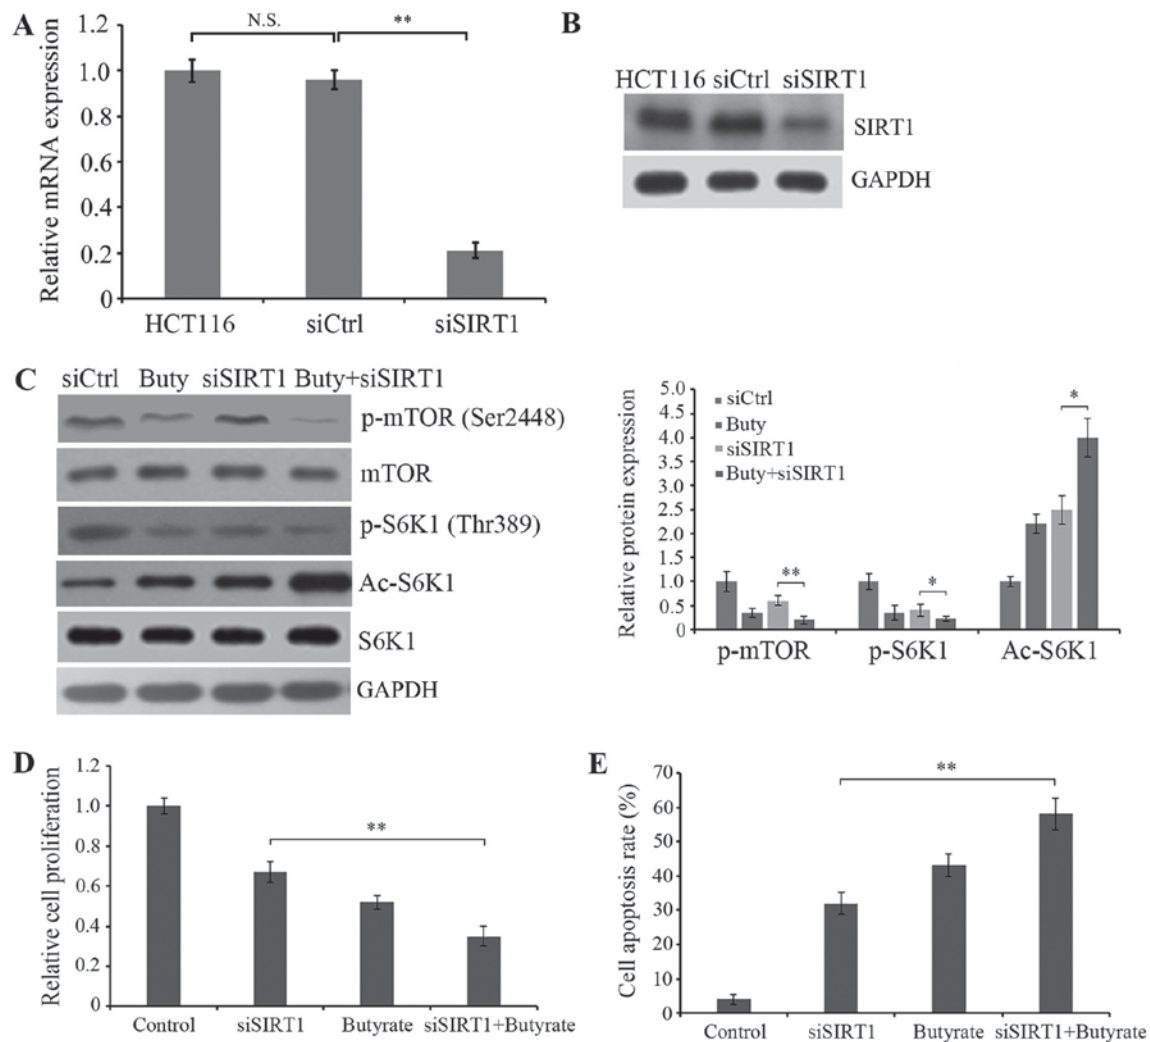 A
1.2
1.0
0.8
0.6
0.4
0.2
0
Relative mRNA expression
N.S.
**
HCT116 siCtrl siSIRT1
B
HCT116 siCtrl siSIRT1
SIRT1
GAPDH
C
siCtrl Buty siSIRT1 Buty+siSIRT1
p-mTOR (Ser2448)
mTOR
p-S6K1 (Thr389)
Ac-S6K1
S6K1
GAPDH
Relative protein expression
5.0
4.5
4.0
3.5
3.0
2.5
2.0
1.5
1.0
0.5
0
siCtrl
Buty
siSIRT1
Buty+siSIRT1
**
*
*
p-mTOR p-S6K1 Ac-S6K1
D
Relative cell proliferation
1.2
1.0
0.8
0.6
0.4
0.2
0
**
Control siSIRT1 Butyrate siSIRT1+Butyrate
E
Cell apoptosis rate (%)
70
60
50
40
30
20
10
0
**
Control siSIRT1 Butyrate siSIRT1+Butyrate